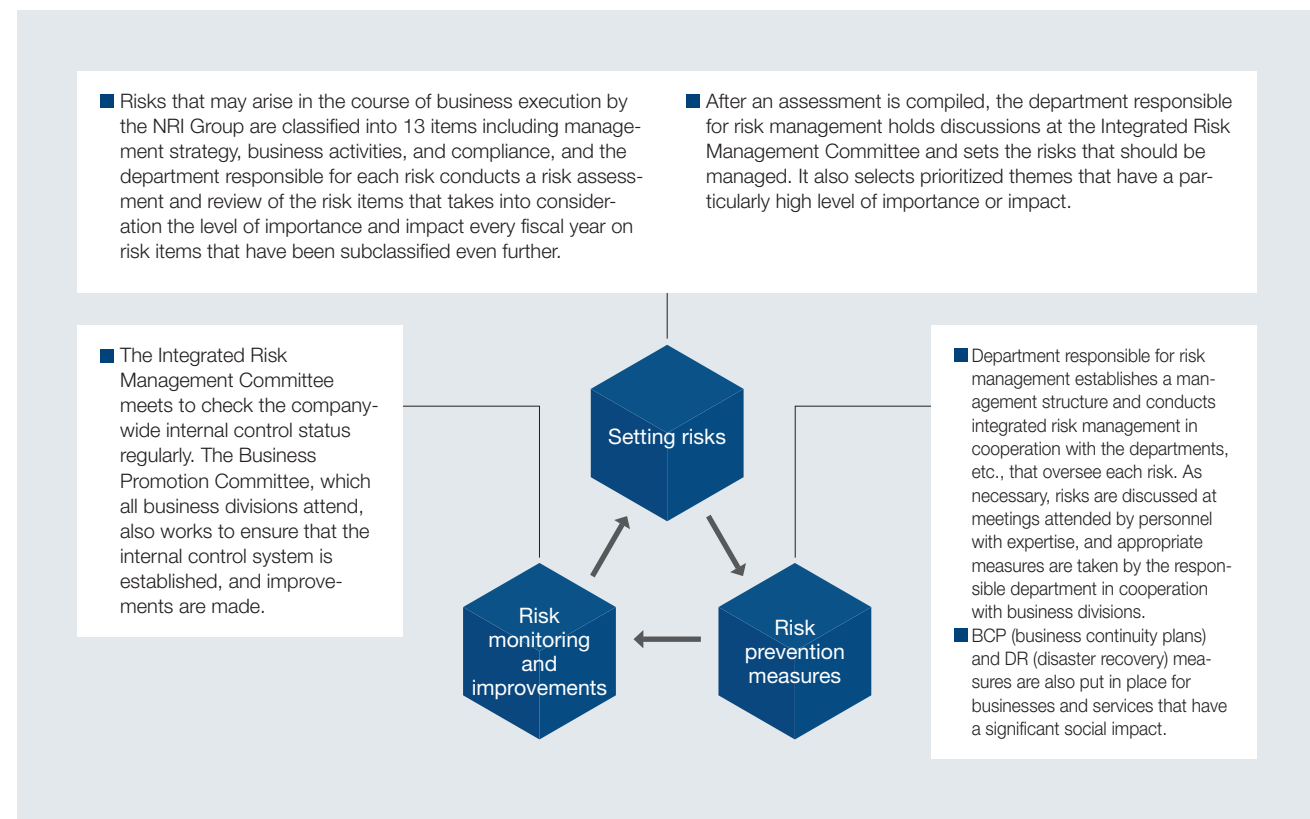 Risks that may arise in the course of business execution by
the NRI Group are classified into 13 items including manage-
ment strategy, business activities, and compliance, and the
department responsible for each risk conducts a risk assess-
ment and review of the risk items that takes into consider-
ation the level of importance and impact every fiscal year on
risk items that have been subclassified even further.
After an assessment is compiled, the department responsible
for risk management holds discussions at the Integrated Risk
Management Committee and sets the risks that should be
managed. It also selects prioritized themes that have a par-
ticularly high level of importance or impact.
The Integrated Risk
Management Committee
meets to check the company-
wide internal control status
regularly. The Business
Promotion Committee, which
all business divisions attend,
also works to ensure that the
internal control system is
established, and improve-
ments are made.
Setting risks
Risk
monitoring
and
improvements
Risk
prevention
measures
Department responsible for risk
management establishes a man-
agement structure and conducts
integrated risk management in
cooperation with the departments,
etc., that oversee each risk. As
necessary, risks are discussed at
meetings attended by personnel
with expertise, and appropriate
measures are taken by the respon-
sible department in cooperation
with business divisions.
BCP (business continuity plans)
and DR (disaster recovery) mea-
sures are also put in place for
businesses and services that have
a significant social impact.